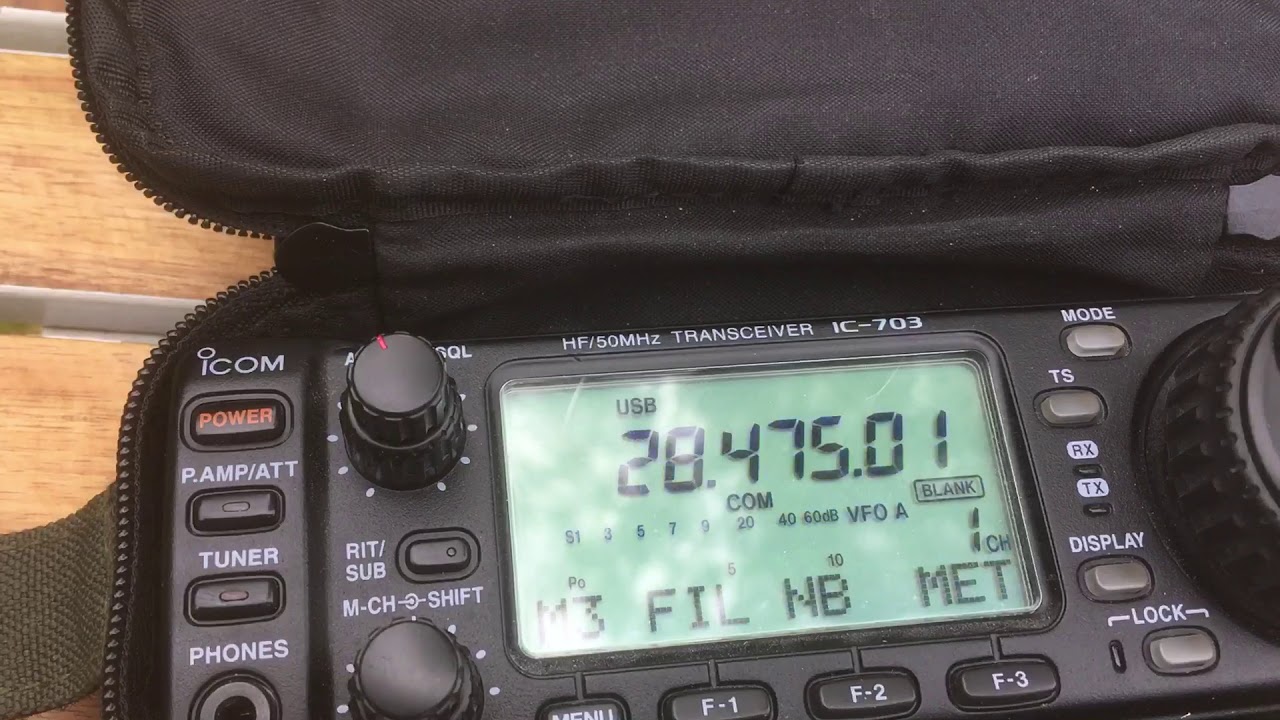 HF/50MHz TRANSCEIVER IC-703
ICOM
SQL
MODE
POWER
TS
USB
28.475.01
P.AMP/ATT
RX
COM
BLANK
TX
S1 3 5 7 9 20 40 60dB VFO A
TUNER
RIT/
SUB
1 CH
DISPLAY
Po 5 10
M3 FIL NB MET
M-CH SHIFT
LOCK
PHONES
MENU
F-1
F-2
F-3